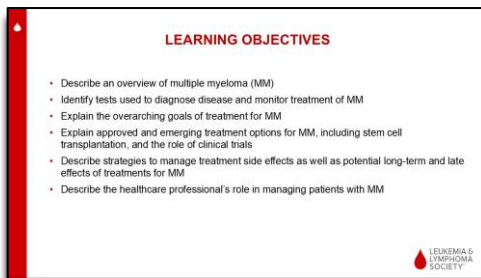 LEARNING OBJECTIVES
• Describe an overview of multiple myeloma (MM)
• Identify tests used to diagnose disease and monitor treatment of MM
• Explain the overarching goals of treatment for MM
• Explain approved and emerging treatment options for MM, including stem cell
transplantation, and the role of clinical trials
• Describe strategies to manage treatment side effects as well as potential long-term and late
effects of treatments for MM
• Describe the healthcare professional's role in managing patients with MM
LEUKEMIA &
LYMPHOMA
SOCIETY®